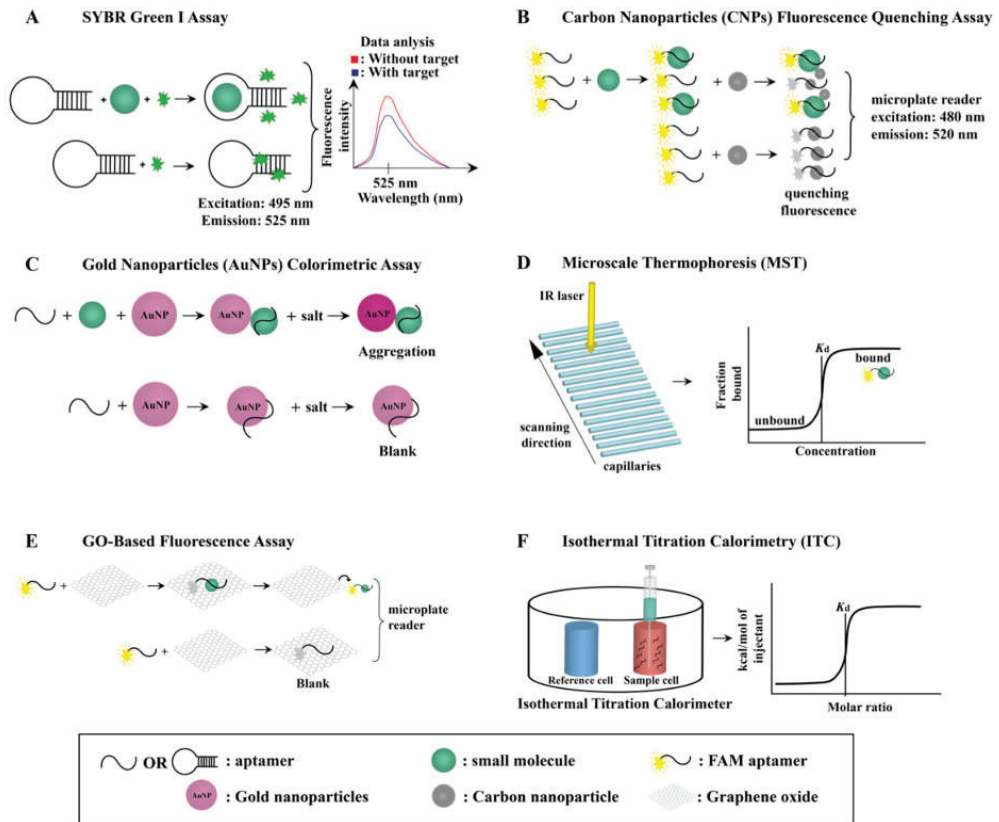 A SYBR Green I Assay
+ +
+
Excitation: 495 nm
Emission: 525 nm
Fluorescence
intensity
Data anlysis
: Without target
: With target
525 nm
Wavelength (nm)
B Carbon Nanoparticles (CNPs) Fluorescence Quenching Assay
+ +
+
quenching
fluorescence
microplate reader
excitation: 480 nm
emission: 520 nm
C Gold Nanoparticles (AuNPs) Colorimetric Assay
+ + AuNP AuNP + salt AuNP
Aggregation
+ AuNP AuNP + salt AuNP
Blank
D Microscale Thermophoresis (MST)
IR laser
scanning
direction
capillaries
Fraction
bound
Kd
bound
unbound
Concentration
E GO-Based Fluorescence Assay
+
+
Blank
microplate
reader
F Isothermal Titration Calorimetry (ITC)
Reference cell Sample cell
Isothermal Titration Calorimeter
kcal/mol of
injectant
Kd
Molar ratio
OR : aptamer : small molecule : FAM aptamer
AuNP : Gold nanoparticles : Carbon nanoparticle : Graphene oxide